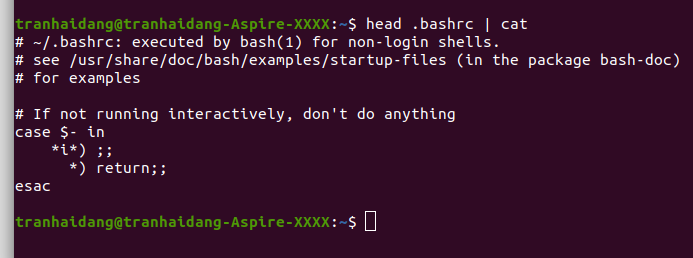 tranhaidang@tranhaidang-Aspire-XXXX:~$ head .bashrc | cat
# ~/.bashrc: executed by bash(1) for non-login shells.
# see /usr/share/doc/bash/examples/startup-files (in the package bash-doc)
# for examples

# If not running interactively, don't do anything
case $- in
    *i*) ;;
      *) return;;
esac

tranhaidang@tranhaidang-Aspire-XXXX:~$